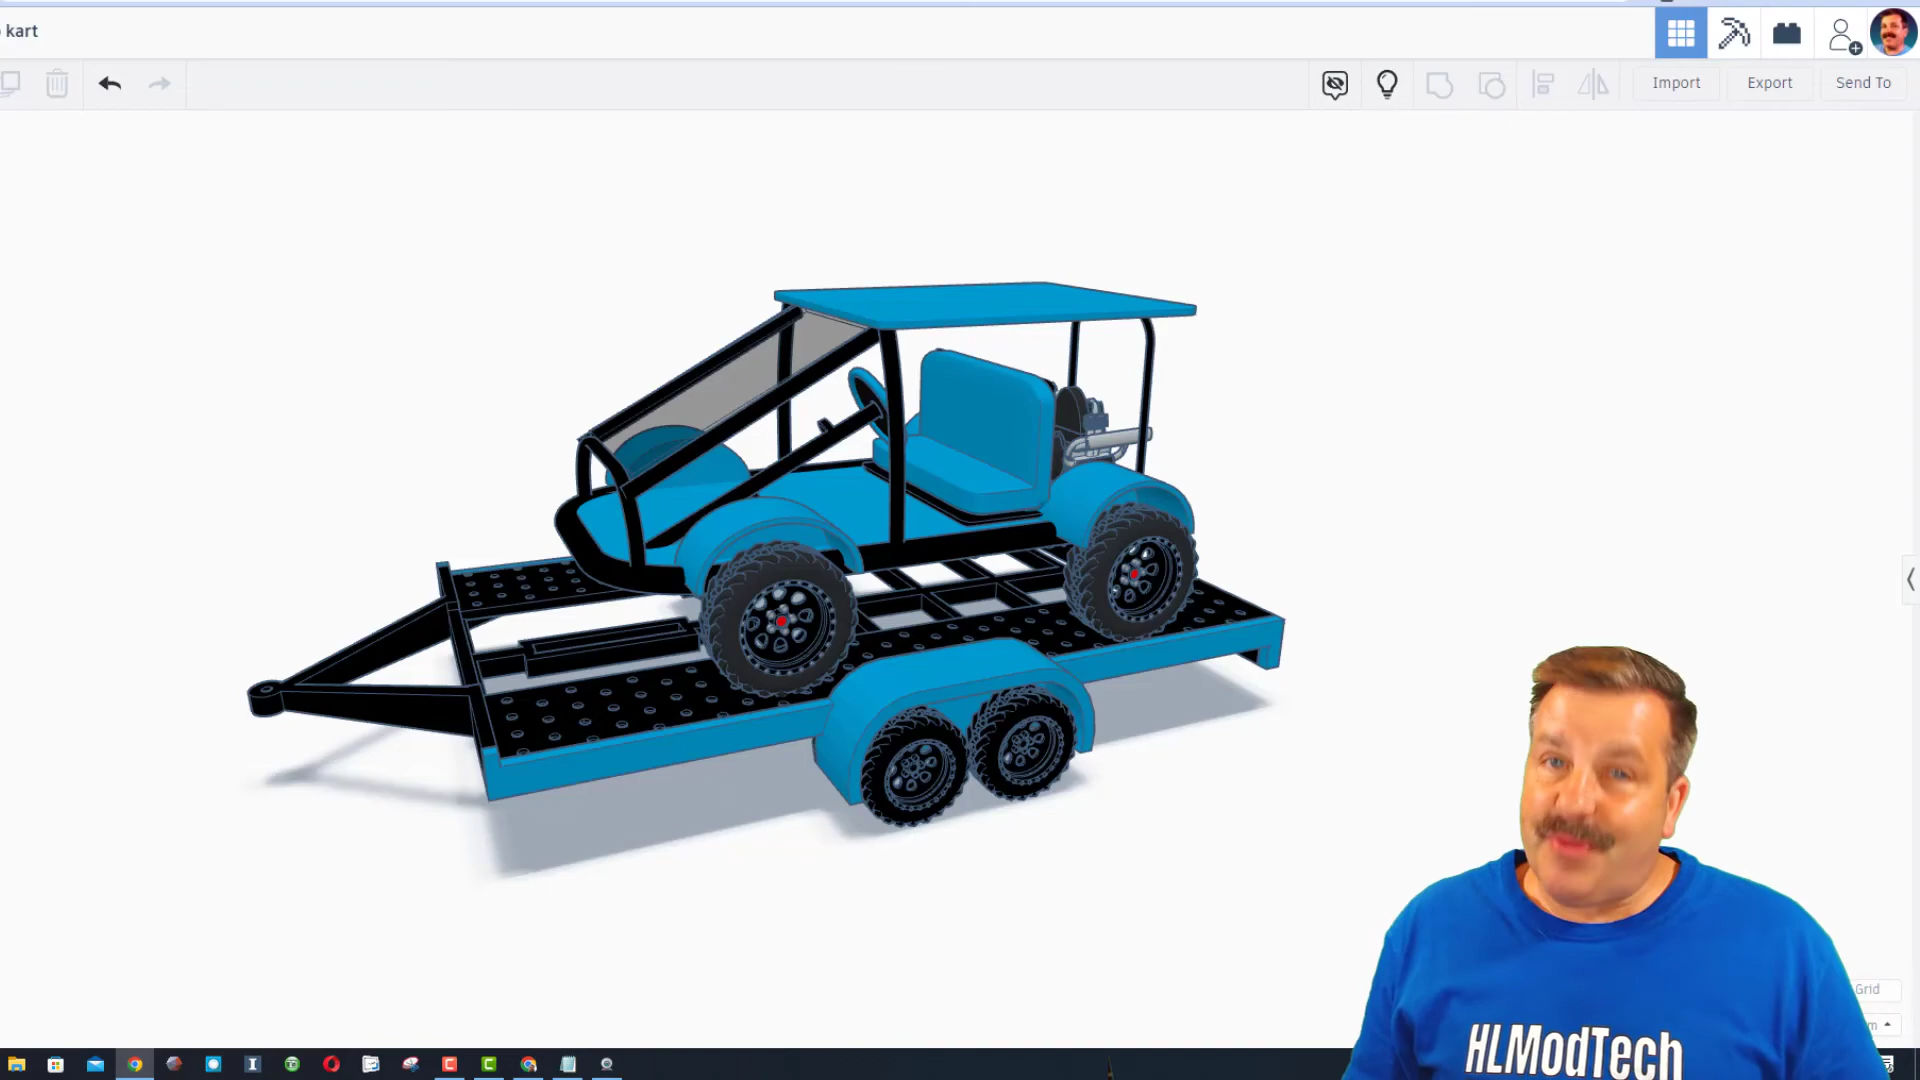 kart
Import
Export
Send To
Grid
HLModTech